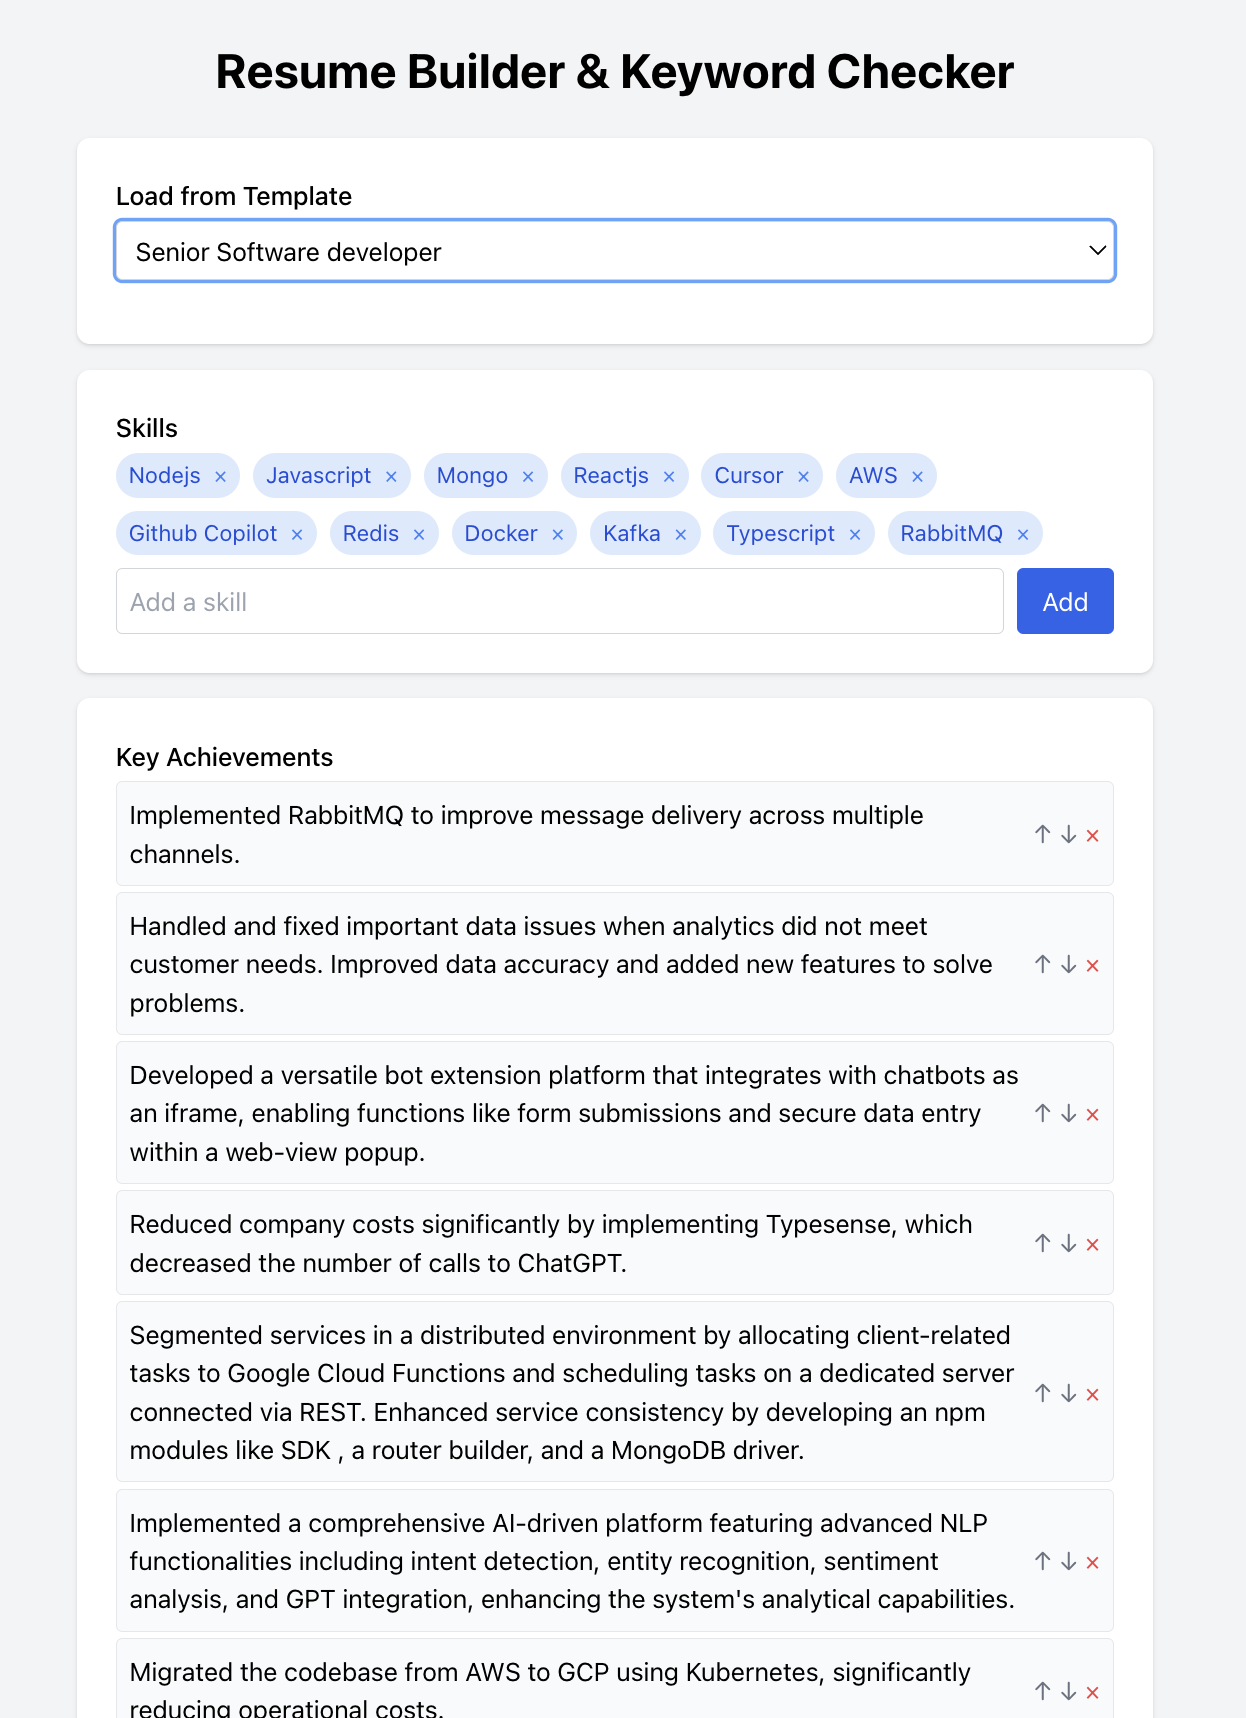 Resume Builder & Keyword Checker
Load from Template
Senior Software developer
Skills
Nodejs ×
Javascript ×
Mongo ×
Reactjs ×
Cursor ×
AWS ×
Github Copilot ×
Redis ×
Docker ×
Kafka ×
Typescript ×
RabbitMQ ×
Add a skill
Add
Key Achievements
Implemented RabbitMQ to improve message delivery across multiple
channels.
Handled and fixed important data issues when analytics did not meet
customer needs. Improved data accuracy and added new features to solve
problems.
Developed a versatile bot extension platform that integrates with chatbots as
an iframe, enabling functions like form submissions and secure data entry
within a web-view popup.
Reduced company costs significantly by implementing Typesense, which
decreased the number of calls to ChatGPT.
Segmented services in a distributed environment by allocating client-related
tasks to Google Cloud Functions and scheduling tasks on a dedicated server
connected via REST. Enhanced service consistency by developing an npm
modules like SDK , a router builder, and a MongoDB driver.
Implemented a comprehensive AI-driven platform featuring advanced NLP
functionalities including intent detection, entity recognition, sentiment
analysis, and GPT integration, enhancing the system's analytical capabilities.
Migrated the codebase from AWS to GCP using Kubernetes, significantly
reducing operational costs.